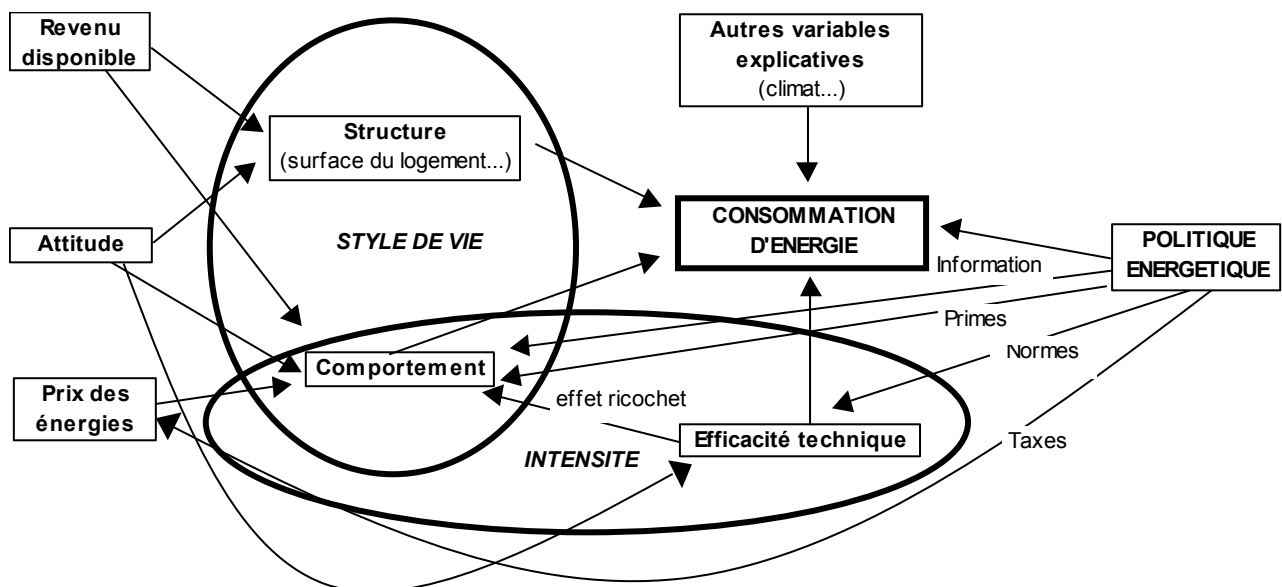 Revenu
disponible
Autres variables
explicatives
(climat...)
Structure
(surface du logement...)
CONSOMMATION
D'ENERGIE
Attitude
STYLE DE VIE
POLITIQUE
ENERGETIQUE
Information
Primes
Normes
Comportement
Prix des
énergies
effet ricochet
Efficacité technique
Taxes
INTENSITE